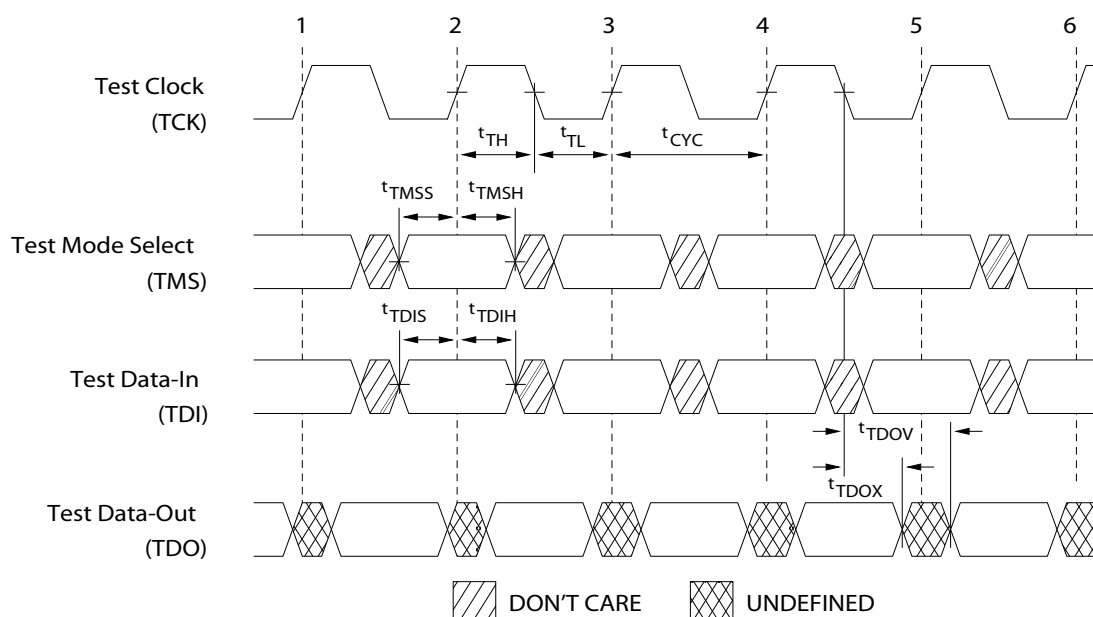 1 2 3 4 5 6
Test Clock
(TCK)
tTH tTL tCYC
tTMSS tTMSH
Test Mode Select
(TMS)
tTDIS tTDIH
Test Data-In
(TDI)
tTDOV
tTDOX
Test Data-Out
(TDO)
DON'T CARE UNDEFINED